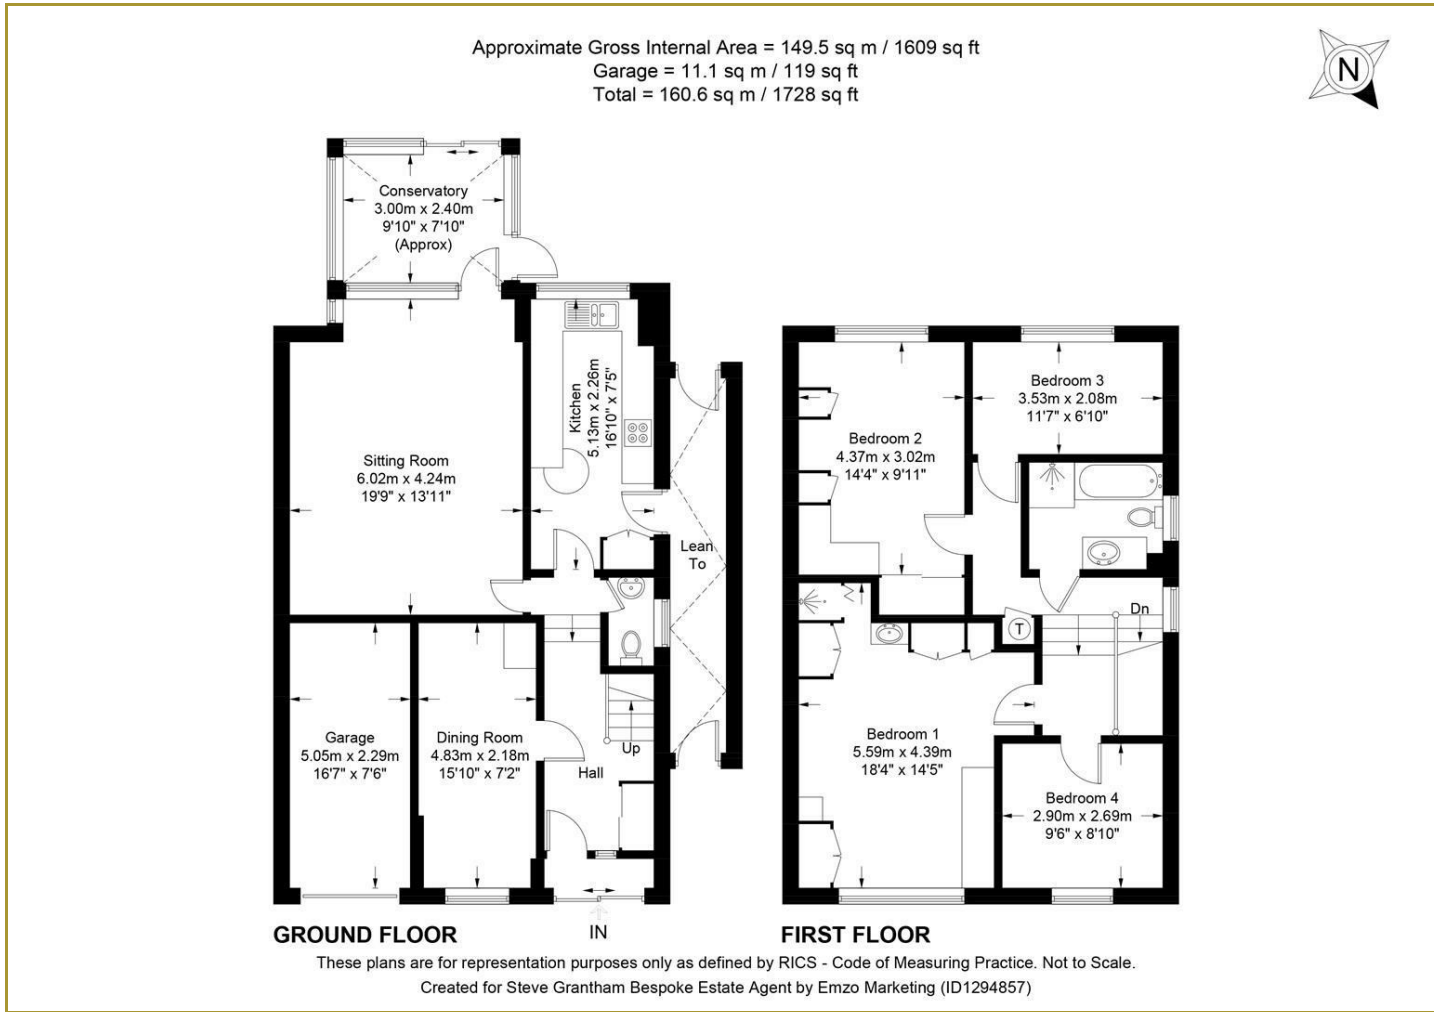 Approximate Gross Internal Area = 149.5 sq m / 1609 sq ft
Garage = 11.1 sq m / 119 sq ft
Total = 160.6 sq m / 1728 sq ft
N
Conservatory
3.00m x 2.40m
9'10" x 7'10"
(Approx)
Kitchen
5.13m x 2.26m
16'10" x 7'5"
Sitting Room
6.02m x 4.24m
19'9" x 13'11"
Lean
To
Garage
5.05m x 2.29m
16'7" x 7'6"
Dining Room
4.83m x 2.18m
15'10" x 7'2"
Hall
Up
IN
GROUND FLOOR
Bedroom 2
4.37m x 3.02m
14'4" x 9'11"
Bedroom 3
3.53m x 2.08m
11'7" x 6'10"
Dn
T
Bedroom 1
5.59m x 4.39m
18'4" x 14'5"
Bedroom 4
2.90m x 2.69m
9'6" x 8'10"
FIRST FLOOR
These plans are for representation purposes only as defined by RICS - Code of Measuring Practice. Not to Scale.
Created for Steve Grantham Bespoke Estate Agent by Emzo Marketing (ID1294857)